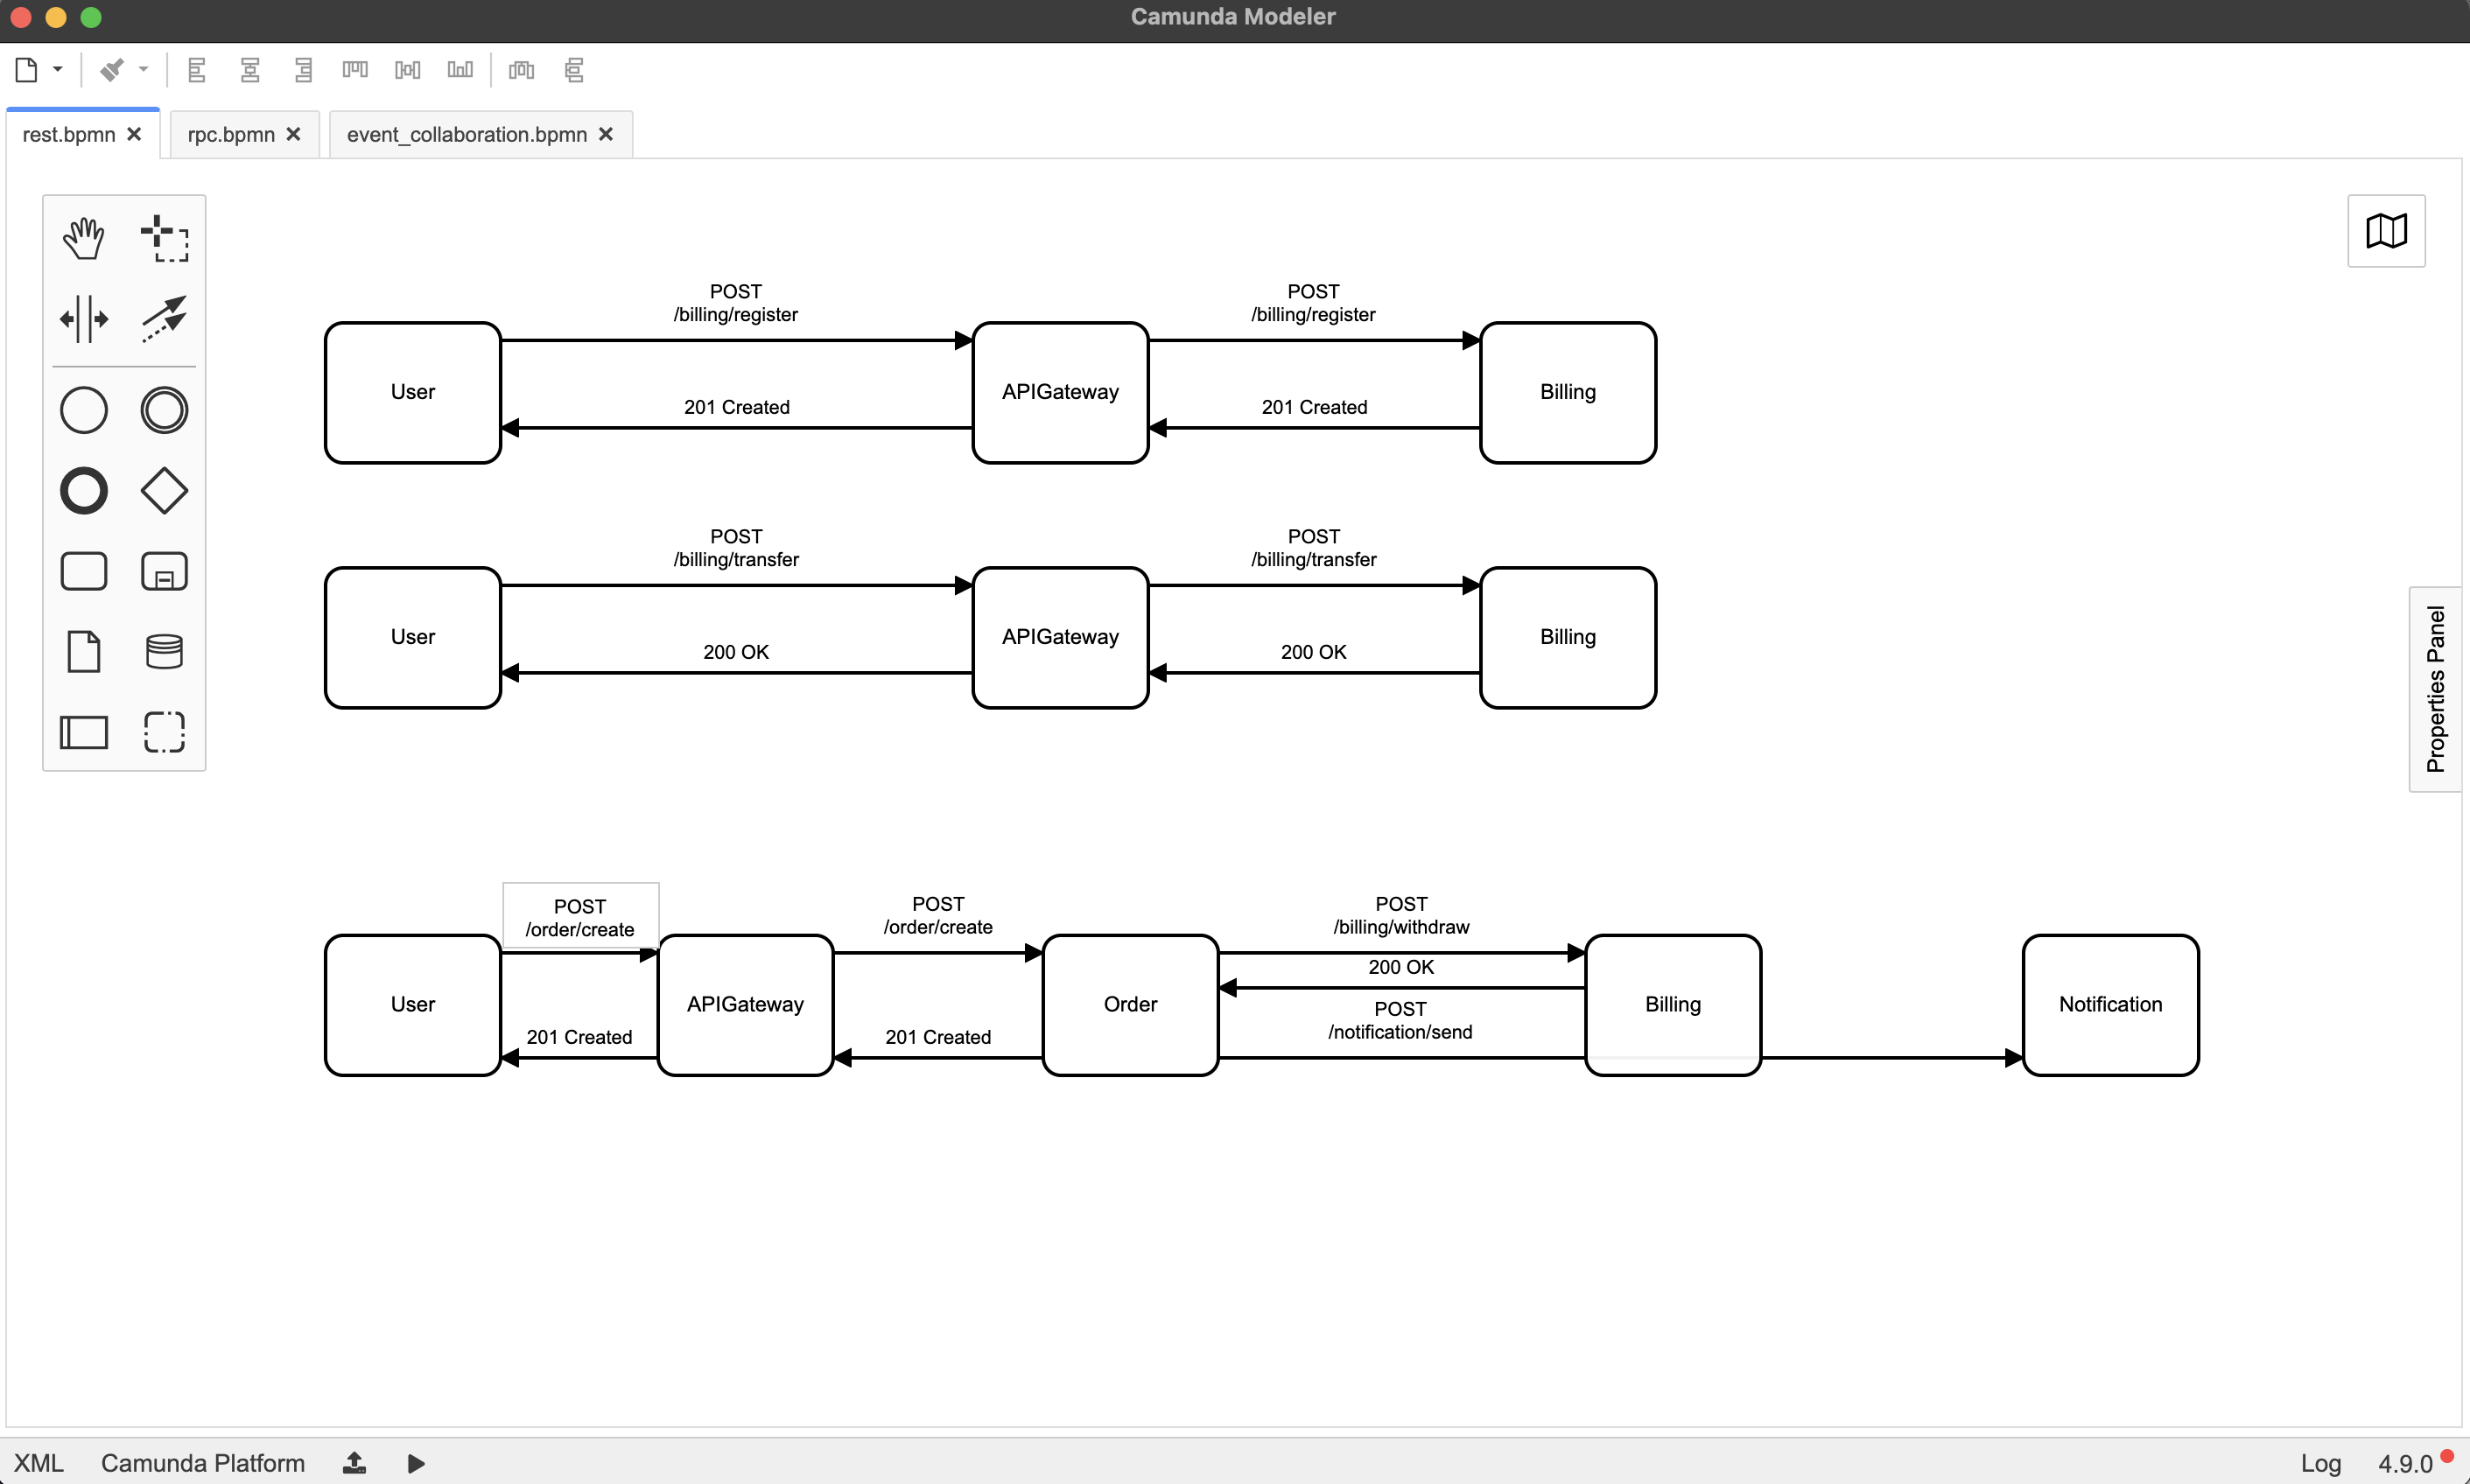 Camunda Modeler
rest.bpmn
rpc.bpmn
event_collaboration.bpmn
POST
/billing/register
POST
/billing/register
User
APIGateway
Billing
201 Created
201 Created
POST
/billing/transfer
POST
/billing/transfer
User
APIGateway
Billing
200 OK
200 OK
Properties Panel
POST
/order/create
POST
/order/create
POST
/billing/withdraw
200 OK
User
APIGateway
Order
Billing
Notification
POST
/notification/send
201 Created
201 Created
XML
Camunda Platform
Log
4.9.0